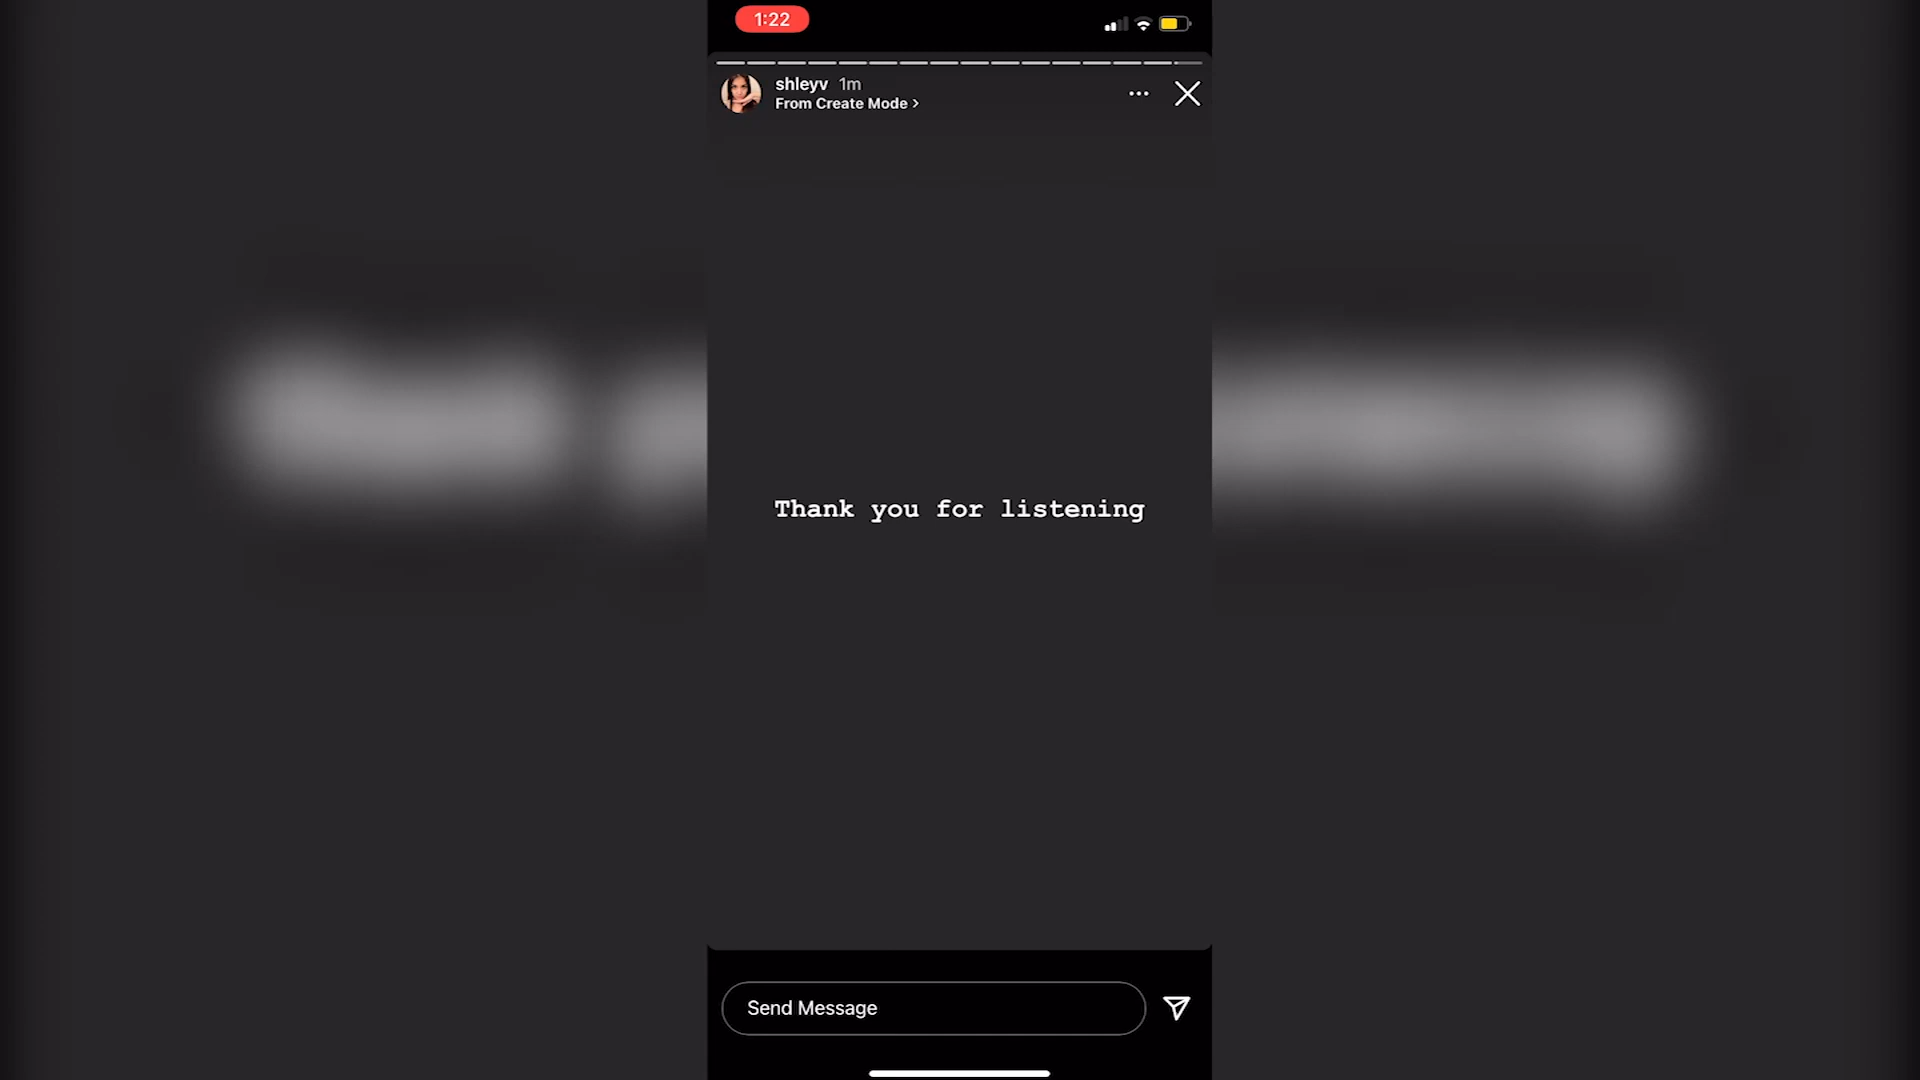 1:22
shleyv 1m
From Create Mode >
Thank you for listening
Send Message